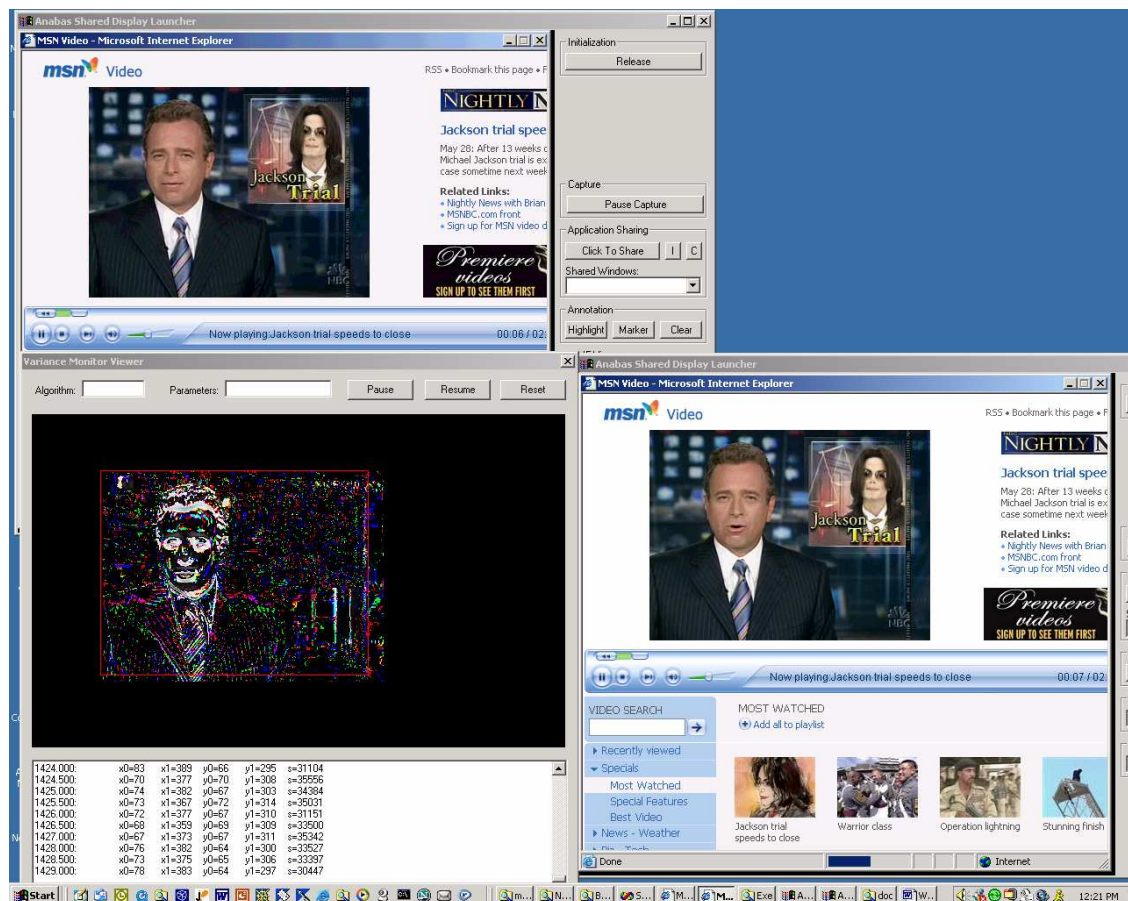 Anabas Shared Display Launcher
MSN Video - Microsoft Internet Explorer
msn Video
RSS • Bookmark this page • F
NIGHTLY N
Jackson trial spee
May 28: After 13 weeks c
Michael Jackson trial is ex
case sometime next week
Related Links:
• Nightly News with Brian
• MSNBC.com front
• Sign up for MSN video d
Jackson
Trial
NBC
Premiere
videos
SIGN UP TO SEE THEM FIRST
Now playing:Jackson trial speeds to close 00:06 / 02:
Initialization
Release
Capture
Pause Capture
Application Sharing
Click To Share I C
Shared Windows:
Annotation
Highlight Marker Clear
Variance Monitor Viewer
Algorithm: Parameters: Pause Resume Reset
1424.000: x0=83 x1=389 y0=66 y1=295 s=31104
1424.500: x0=70 x1=377 y0=70 y1=308 s=35556
1425.000: x0=74 x1=382 y0=67 y1=303 s=34384
1425.500: x0=73 x1=367 y0=72 y1=314 s=35031
1426.000: x0=72 x1=377 y0=67 y1=310 s=31151
1426.500: x0=68 x1=359 y0=69 y1=309 s=33500
1427.000: x0=67 x1=373 y0=67 y1=311 s=35342
1428.000: x0=76 x1=382 y0=64 y1=300 s=33527
1428.500: x0=73 x1=375 y0=65 y1=306 s=33397
1429.000: x0=78 x1=383 y0=64 y1=297 s=30447
Anabas Shared Display Launcher
MSN Video - Microsoft Internet Explorer
msn Video
RSS • Bookmark this page • F
NIGHTLY N
Jackson trial spee
May 28: After 13 weeks c
Michael Jackson trial is ex
case sometime next week
Related Links:
• Nightly News with Brian
• MSNBC.com front
• Sign up for MSN video d
Jackson
Trial
NBC
Premiere
videos
SIGN UP TO SEE THEM FIRST
Now playing:Jackson trial speeds to close 00:07 / 02:
VIDEO SEARCH
Recently viewed
Specials
Most Watched
Special Features
Best Video
News - Weather
MOST WATCHED
Add all to playlist
Jackson trial
speeds to close
Warrior class
Operation lightning
Stunning finish
Done Internet
Start m... N... B... S... M... M... Exe A... A... doc W... 12:21 PM